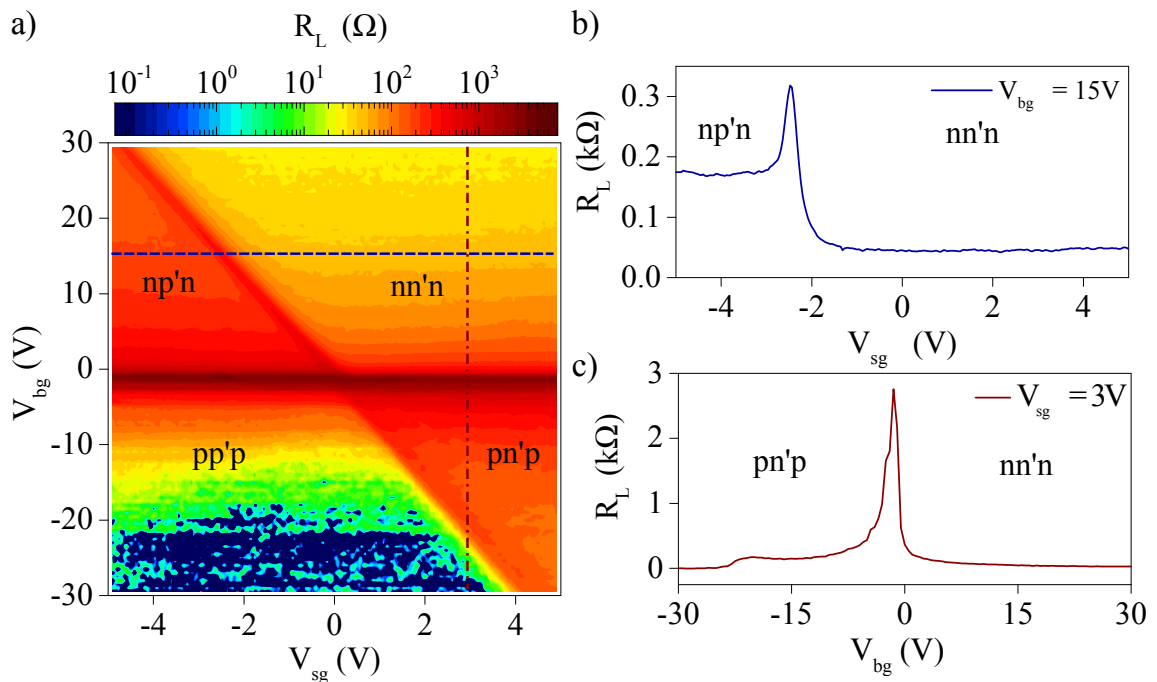 a)
R_L (Ω)
10^-1 10^0 10^1 10^2 10^3
30
20
10
0
-10
-20
-30
V_bg (V)
np'n
nn'n
pp'p
pn'p
-4 -2 0 2 4
V_sg (V)
b)
0.3
0.2
0.1
0.0
R_L (kΩ)
np'n
nn'n
V_bg = 15V
-4 -2 0 2 4
V_sg (V)
c)
3
2
1
0
R_L (kΩ)
pn'p
nn'n
V_sg = 3V
-30 -15 0 15 30
V_bg (V)